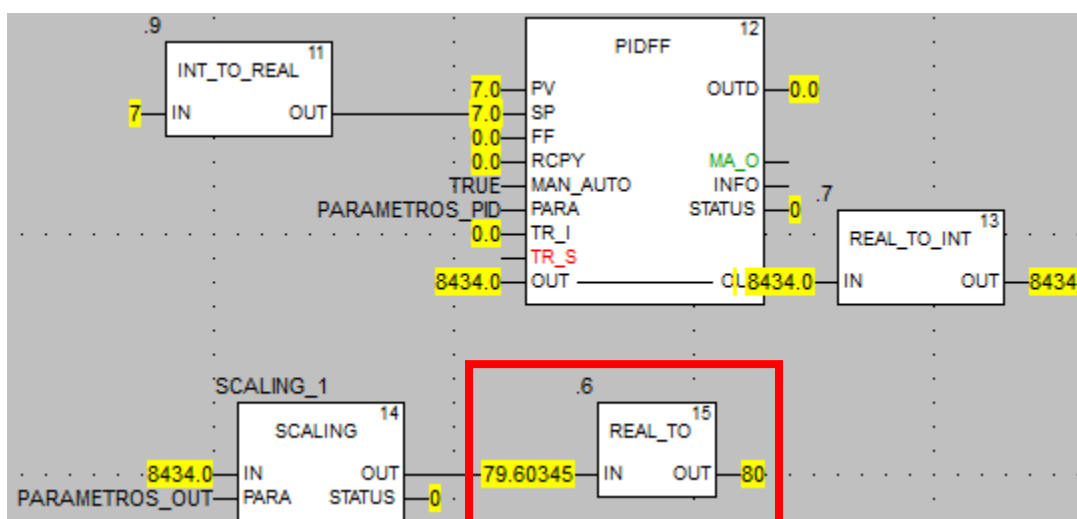 .9
11
INT_TO_REAL
7 IN OUT
12
PIDFF
7.0 PV OUTD 0.0
7.0 SP
0.0 FF
0.0 RCPY MA_O
TRUE MAN_AUTO INFO
PARAMETROS_PID PARA STATUS 0
0.0 TR_I
TR_S
8434.0 OUT
.7
13
REAL_TO_INT
8434.0 IN OUT 8434
SCALING_1
14
SCALING
8434.0 IN OUT
PARAMETROS_OUT PARA STATUS 0
.6
15
REAL_TO
79.60345 IN OUT 80